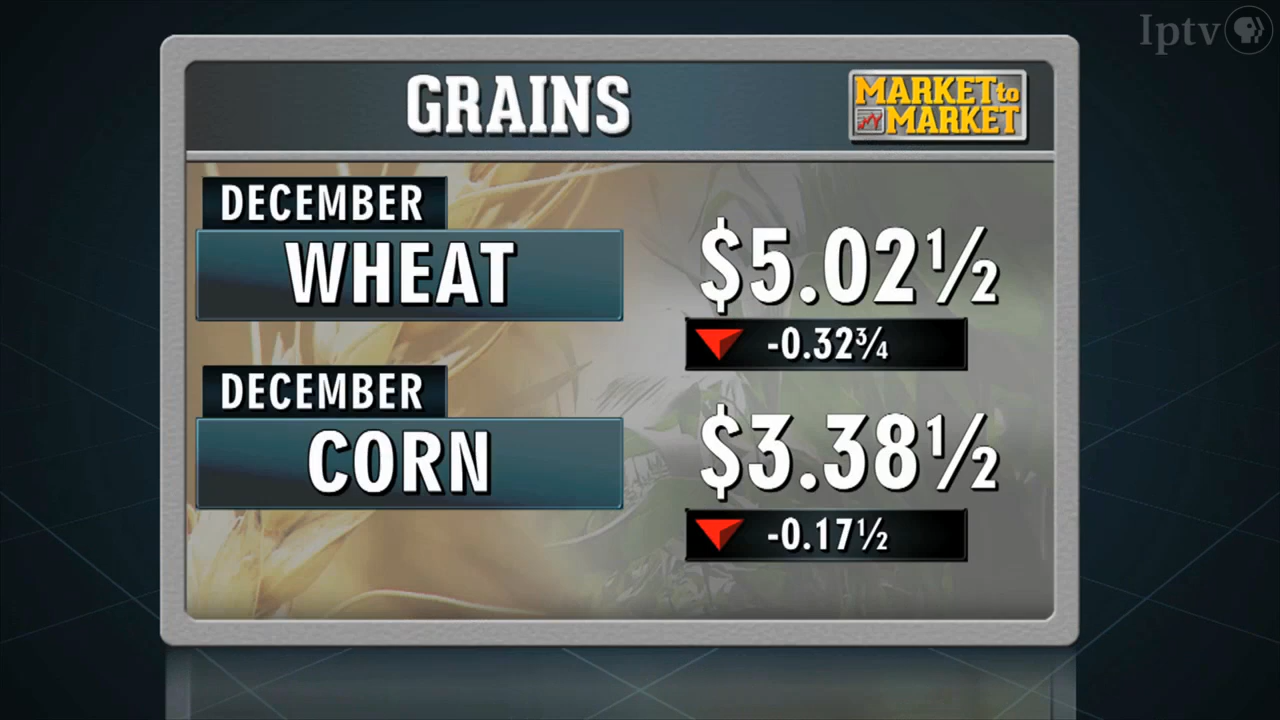 Iptv
GRAINS
MARKET to
MARKET
DECEMBER
WHEAT
$5.02½
-0.32¾
DECEMBER
CORN
$3.38½
-0.17½